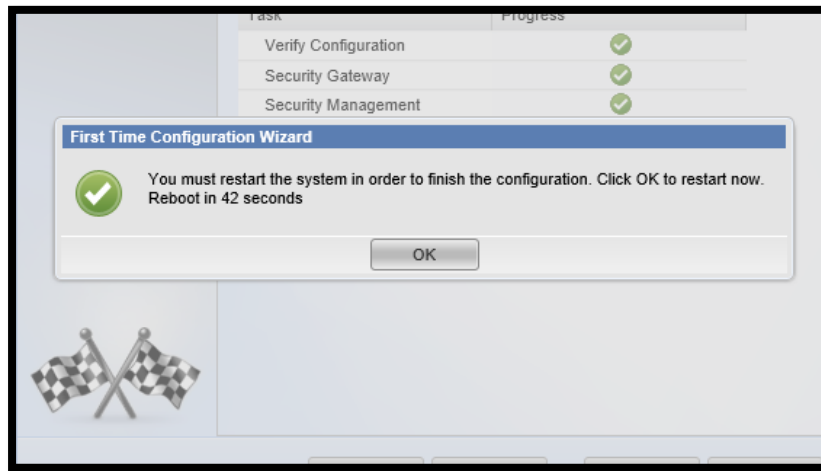 Task Progress
Verify Configuration
Security Gateway
Security Management
First Time Configuration Wizard
You must restart the system in order to finish the configuration. Click OK to restart now.
Reboot in 42 seconds
OK